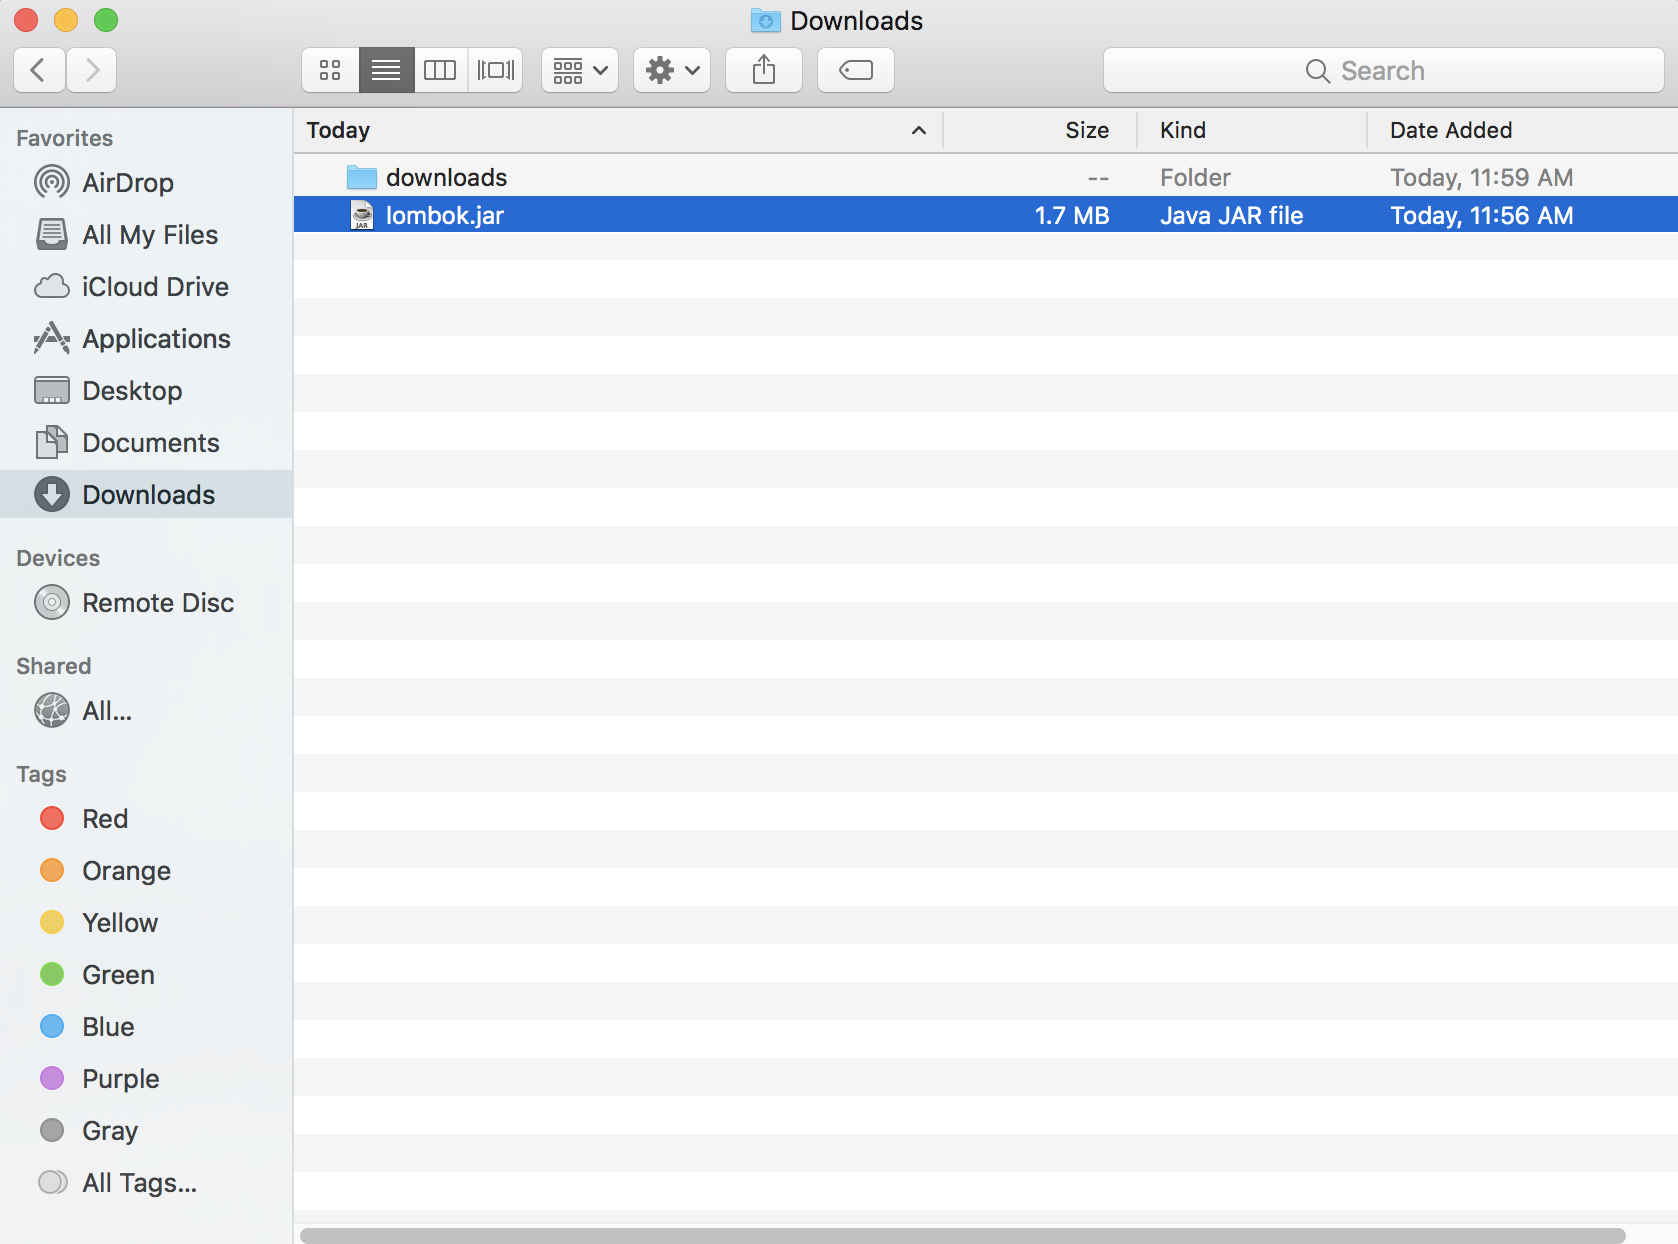 Downloads
Search
Favorites
AirDrop
All My Files
iCloud Drive
Applications
Desktop
Documents
Downloads
Devices
Remote Disc
Shared
All...
Tags
Red
Orange
Yellow
Green
Blue
Purple
Gray
All Tags...
Today Size Kind Date Added
downloads -- Folder Today, 11:59 AM
JAR lombok.jar 1.7 MB Java JAR file Today, 11:56 AM